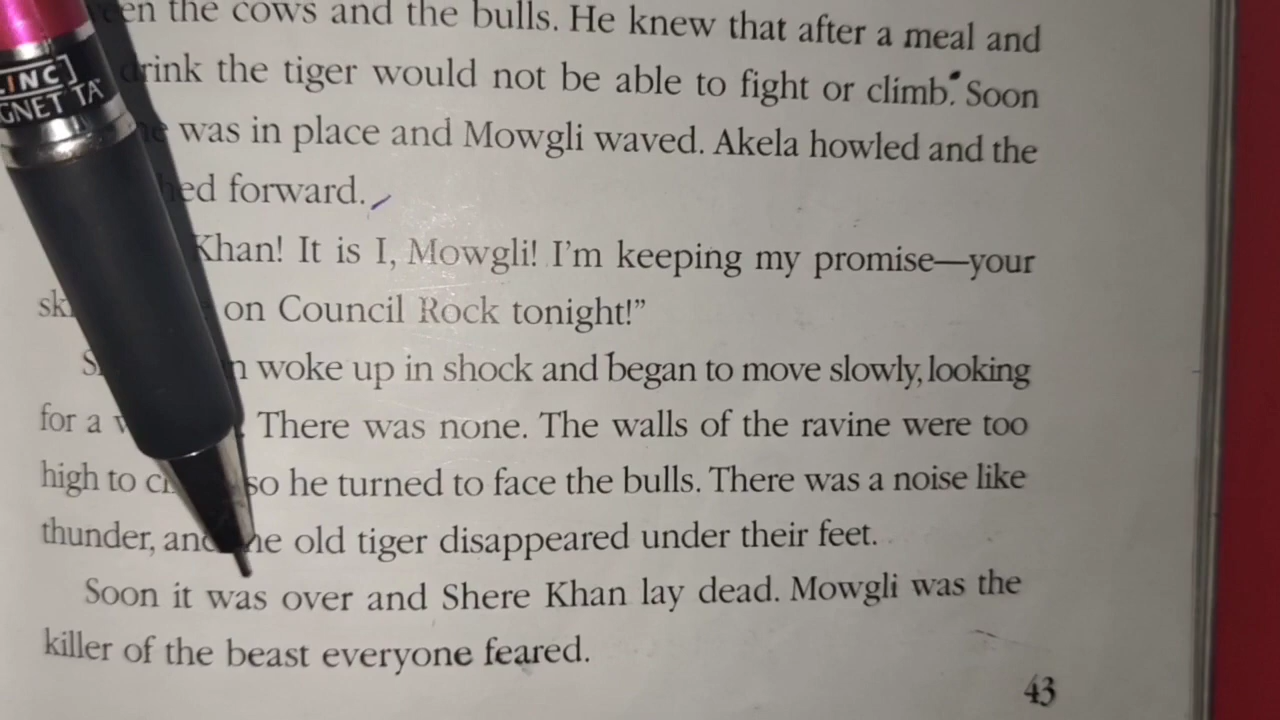 INC
GNET TA
the cows and the bulls. He knew that after a meal and
the tiger would not be able to fight or climb. Soon
was in place and Mowgli waved. Akela howled and the
forward.
Khan! It is I, Mowgli! I'm keeping my promise—your
on Council Rock tonight!"
woke up in shock and began to move slowly, looking
for a There was none. The walls of the ravine were too
high to so he turned to face the bulls. There was a noise like
thunder, old tiger disappeared under their feet.
Soon it was over and Shere Khan lay dead. Mowgli was the
killer of the beast everyone feared.
43